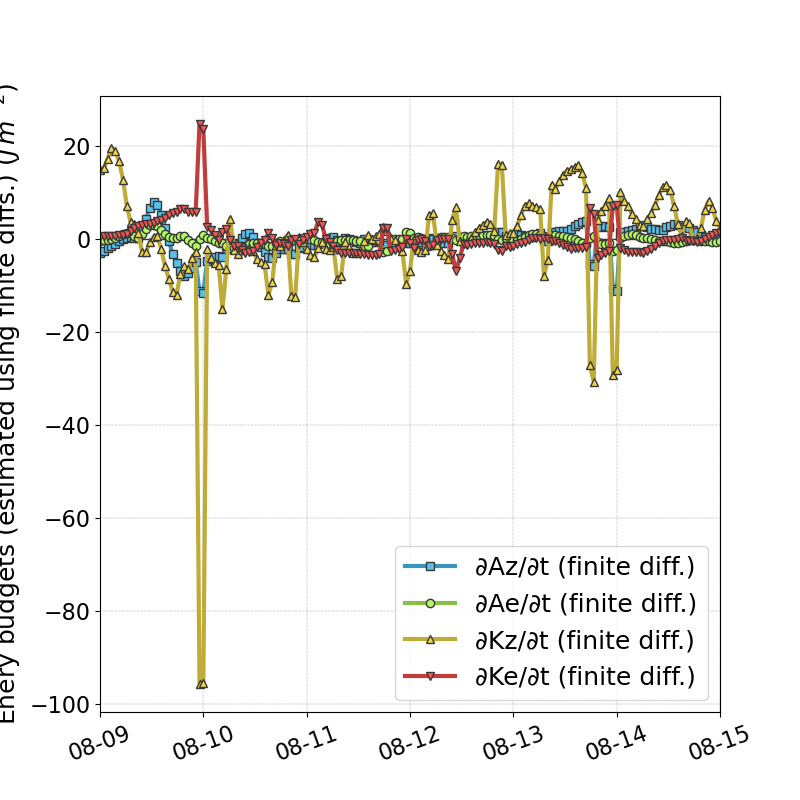 Enery budgets (estimated using finite diffs.) (J m⁻²)
20
0
−20
−40
−60
−80
−100
08-09
08-10
08-11
08-12
08-13
08-14
08-15
∂Az/∂t (finite diff.)
∂Ae/∂t (finite diff.)
∂Kz/∂t (finite diff.)
∂Ke/∂t (finite diff.)